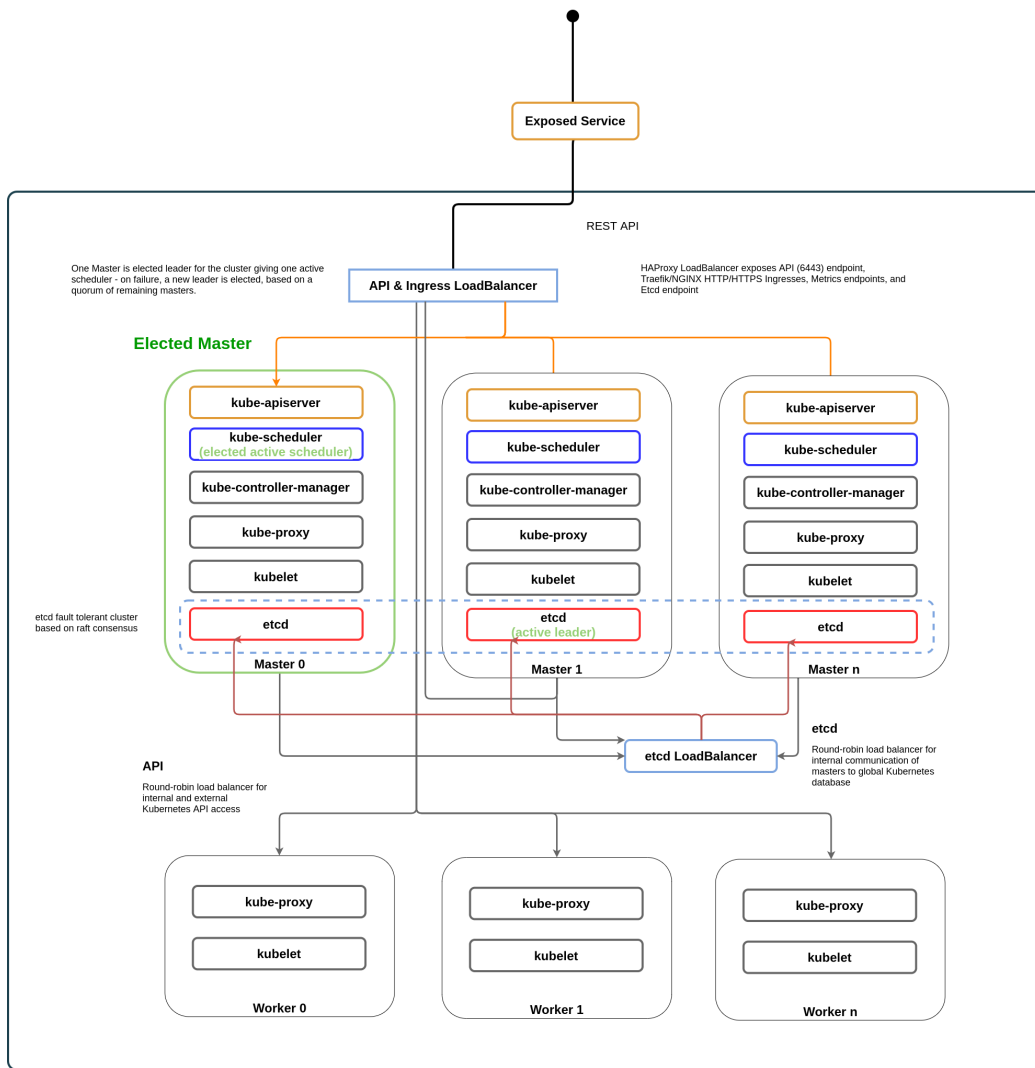 Exposed Service
REST API
One Master is elected leader for the cluster giving one active
scheduler - on failure, a new leader is elected, based on a
quorum of remaining masters.
API & Ingress LoadBalancer
HAProxy LoadBalancer exposes API (6443) endpoint,
Traefik/NGINX HTTP/HTTPS Ingresses, Metrics endpoints, and
Etcd endpoint
Elected Master
kube-apiserver
kube-scheduler
(elected active scheduler)
kube-controller-manager
kube-proxy
kubelet
etcd
Master 0
kube-apiserver
kube-scheduler
kube-controller-manager
kube-proxy
kubelet
etcd
(active leader)
Master 1
kube-apiserver
kube-scheduler
kube-controller-manager
kube-proxy
kubelet
etcd
Master n
etcd fault tolerant cluster
based on raft consensus
etcd LoadBalancer
etcd
Round-robin load balancer for
internal communication of
masters to global Kubernetes
database
API
Round-robin load balancer for
internal and external
Kubernetes API access
kube-proxy
kubelet
Worker 0
kube-proxy
kubelet
Worker 1
kube-proxy
kubelet
Worker n